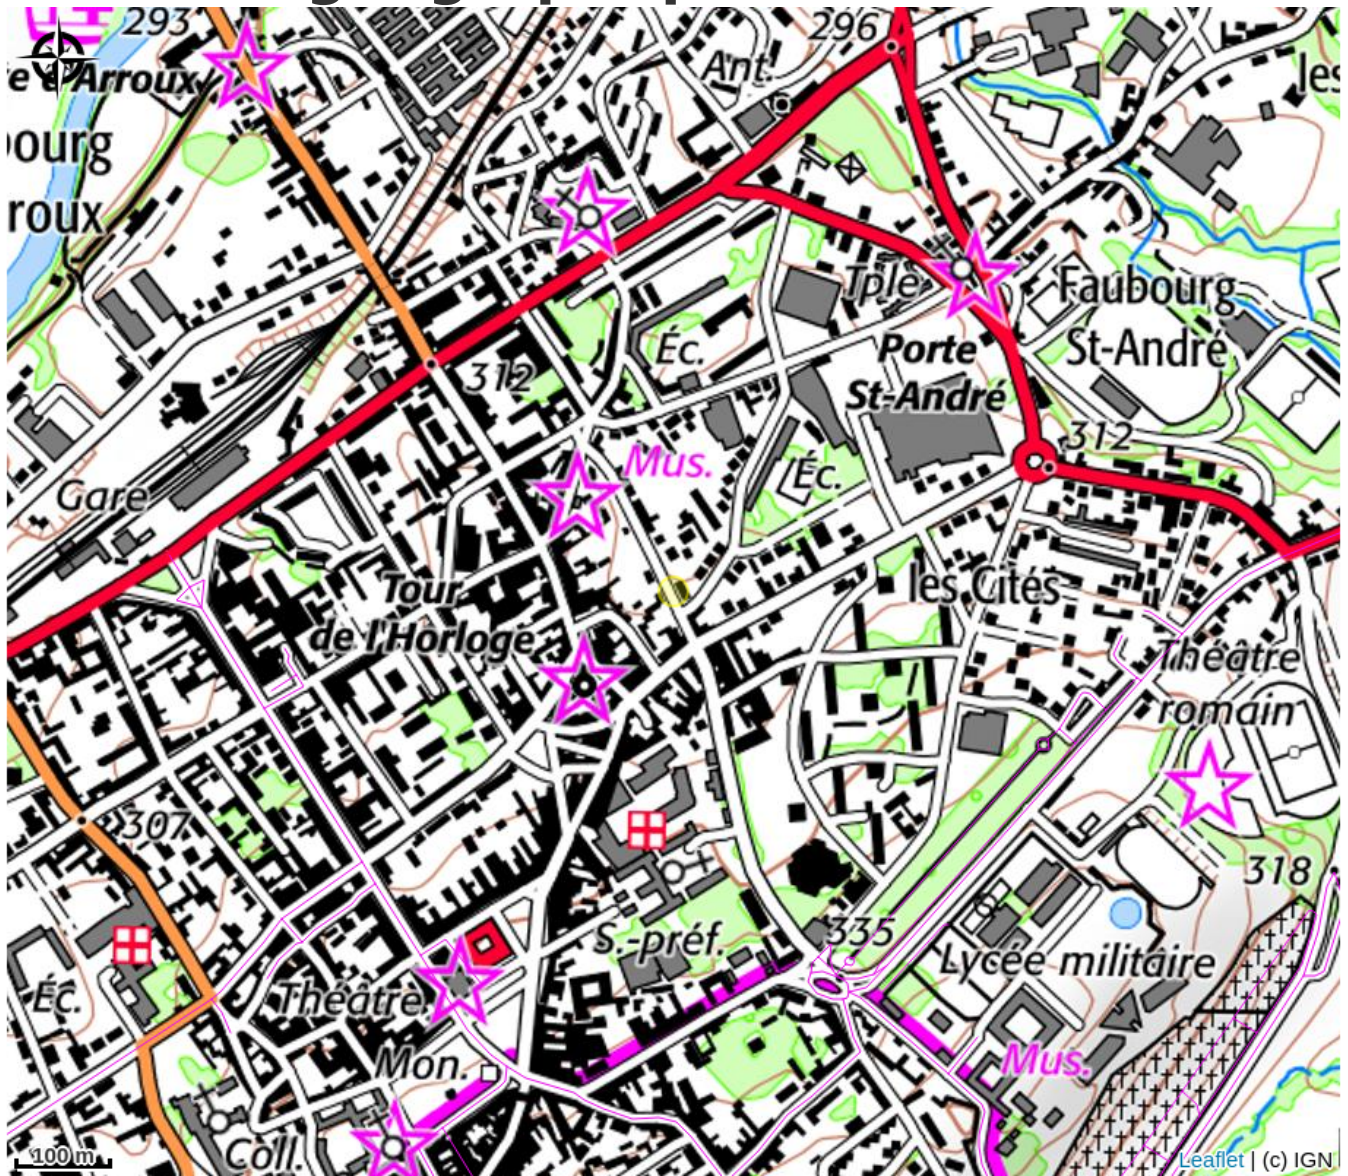 293
296
Ant.
les
e d'Arroux
bourg
roux
Tple
Faubourg
St-André
Porte
St-André
312
Éc.
312
Mus.
Éc.
Gare
Tour
de l'Horloge
les Cités
Théâtre
romain
307
318
335
S.-préf.
Lycée militaire
Éc.
Théâtre
Mon.
Mus.
Coll.
100 m
Leaflet | (c) IGN